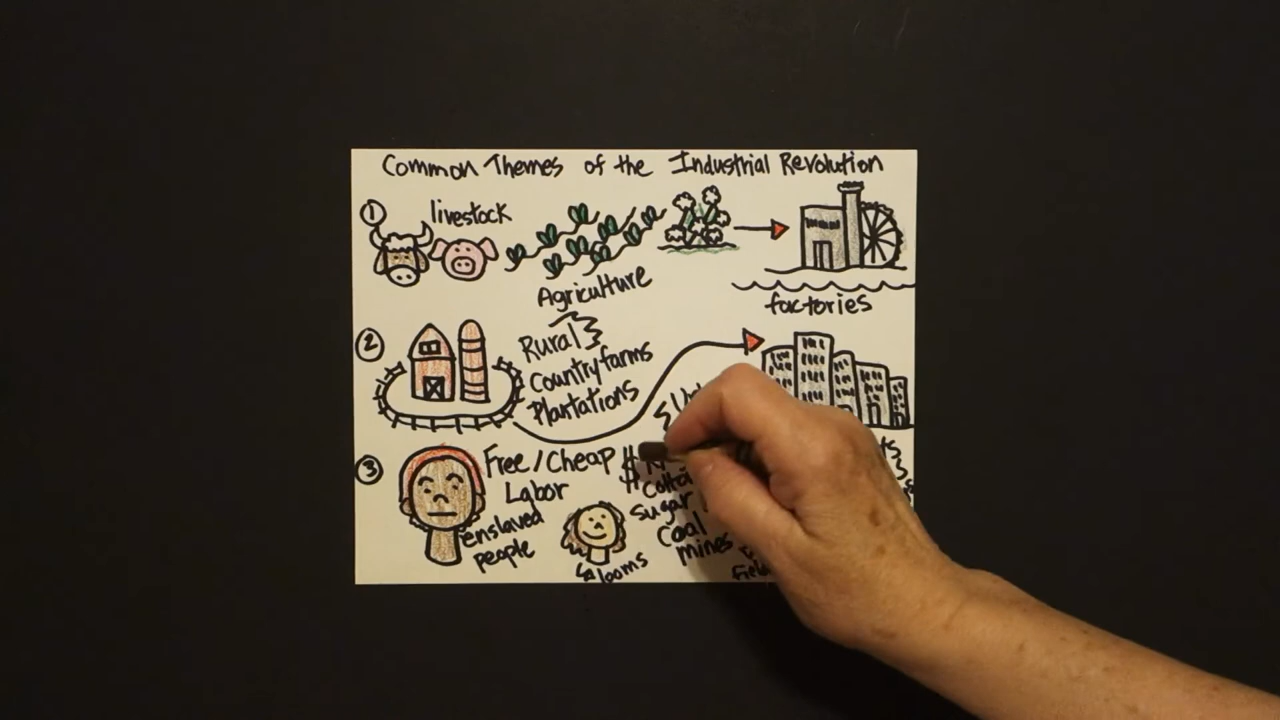 Common Themes of the Industrial Revolution
1
livestock
Agriculture
factories
2
Rural
Country farms
Plantations
3
Free/Cheap
Labor
enslaved
people
looms
$
sugar
Coal
mines